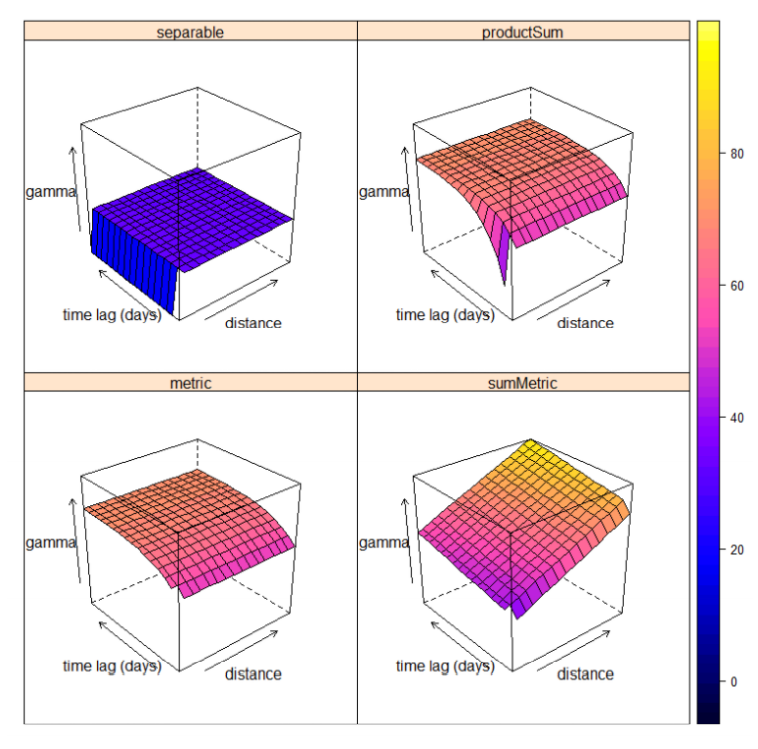 separable
productSum
gamma
time lag (days)
distance
gamma
time lag (days)
distance
metric
sumMetric
gamma
time lag (days)
distance
gamma
time lag (days)
distance
80
60
40
20
0